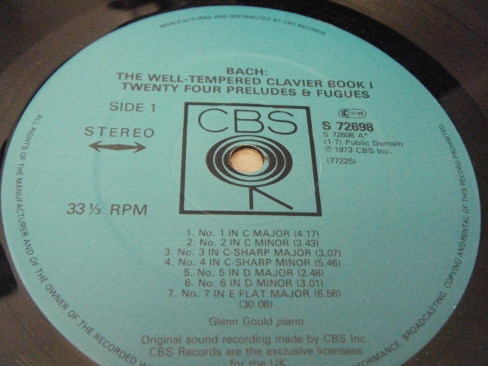 MANUFACTURED AND DISTRIBUTED BY CBS RECORDS
BACH:
THE WELL-TEMPERED CLAVIER BOOK I
TWENTY FOUR PRELUDES & FUGUES
SIDE 1
STEREO
CBS
S 72698
S 72698 A
(1-7) Public Domain
℗ 1973 CBS Inc.
(77225)
33⅓ RPM
1. No. 1 IN C MAJOR (4.17)
2. No. 2 IN C MINOR (3.43)
3. No. 3 IN C-SHARP MAJOR (3.07)
4. No. 4 IN C-SHARP MINOR (5.46)
5. No. 5 IN D MAJOR (2.48)
6. No. 6 IN D MINOR (3.01)
7. No. 7 IN E FLAT MAJOR (6.56)
(30.08)
Glenn Gould piano
Original sound recording made by CBS Inc.
CBS Records are the exclusive licensees
for the UK
ALL RIGHTS OF THE MANUFACTURER AND OF THE OWNER OF THE RECORDED
PERFORMANCE, BROADCASTING, COPYING AND RENTAL OF THIS RECORD PROHIBITED